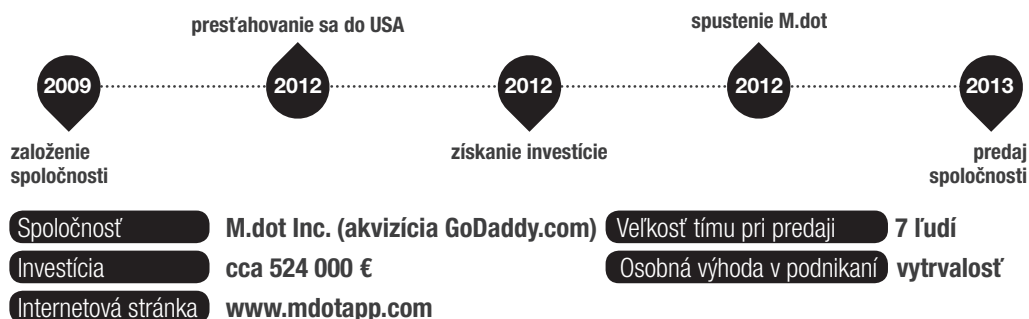 presťahovanie sa do USA
spustenie M.dot
2009
2012
2012
2012
2013
založenie
spoločnosti
získanie investície
predaj
spoločnosti
Spoločnosť M.dot Inc. (akvizícia GoDaddy.com)
Veľkosť tímu pri predaji 7 ľudí
Investícia cca 524 000 €
Osobná výhoda v podnikaní vytrvalosť
Internetová stránka www.mdotapp.com